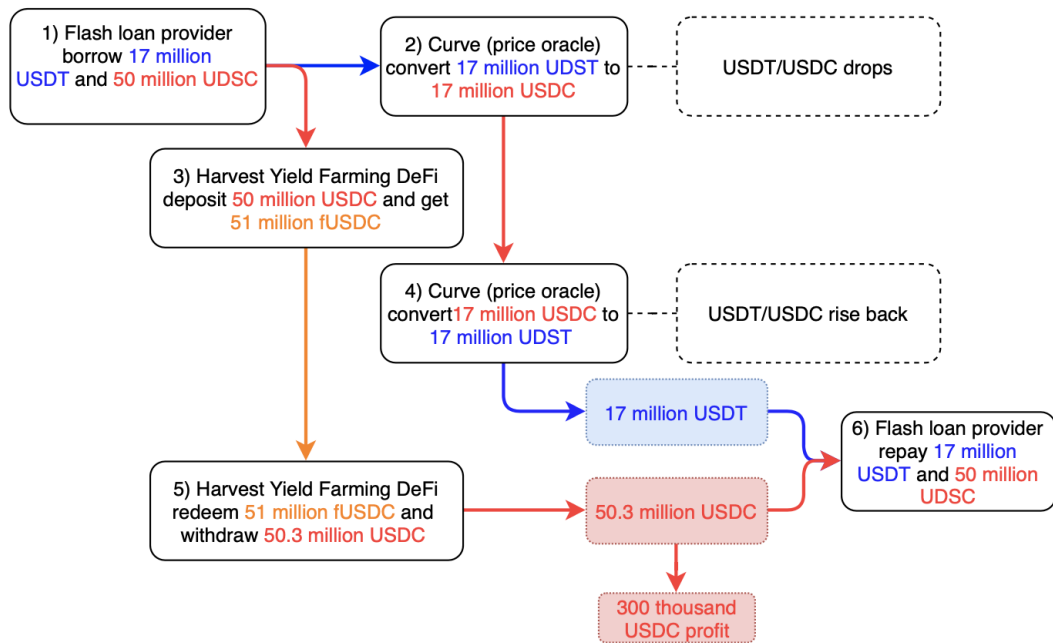 1) Flash loan provider
borrow 17 million
USDT and 50 million UDSC
2) Curve (price oracle)
convert 17 million UDST to
17 million USDC
USDT/USDC drops
3) Harvest Yield Farming DeFi
deposit 50 million USDC and get
51 million fUSDC
4) Curve (price oracle)
convert17 million USDC to
17 million UDST
USDT/USDC rise back
17 million USDT
6) Flash loan provider
repay 17 million
USDT and 50 million
UDSC
5) Harvest Yield Farming DeFi
redeem 51 million fUSDC and
withdraw 50.3 million USDC
50.3 million USDC
300 thousand
USDC profit